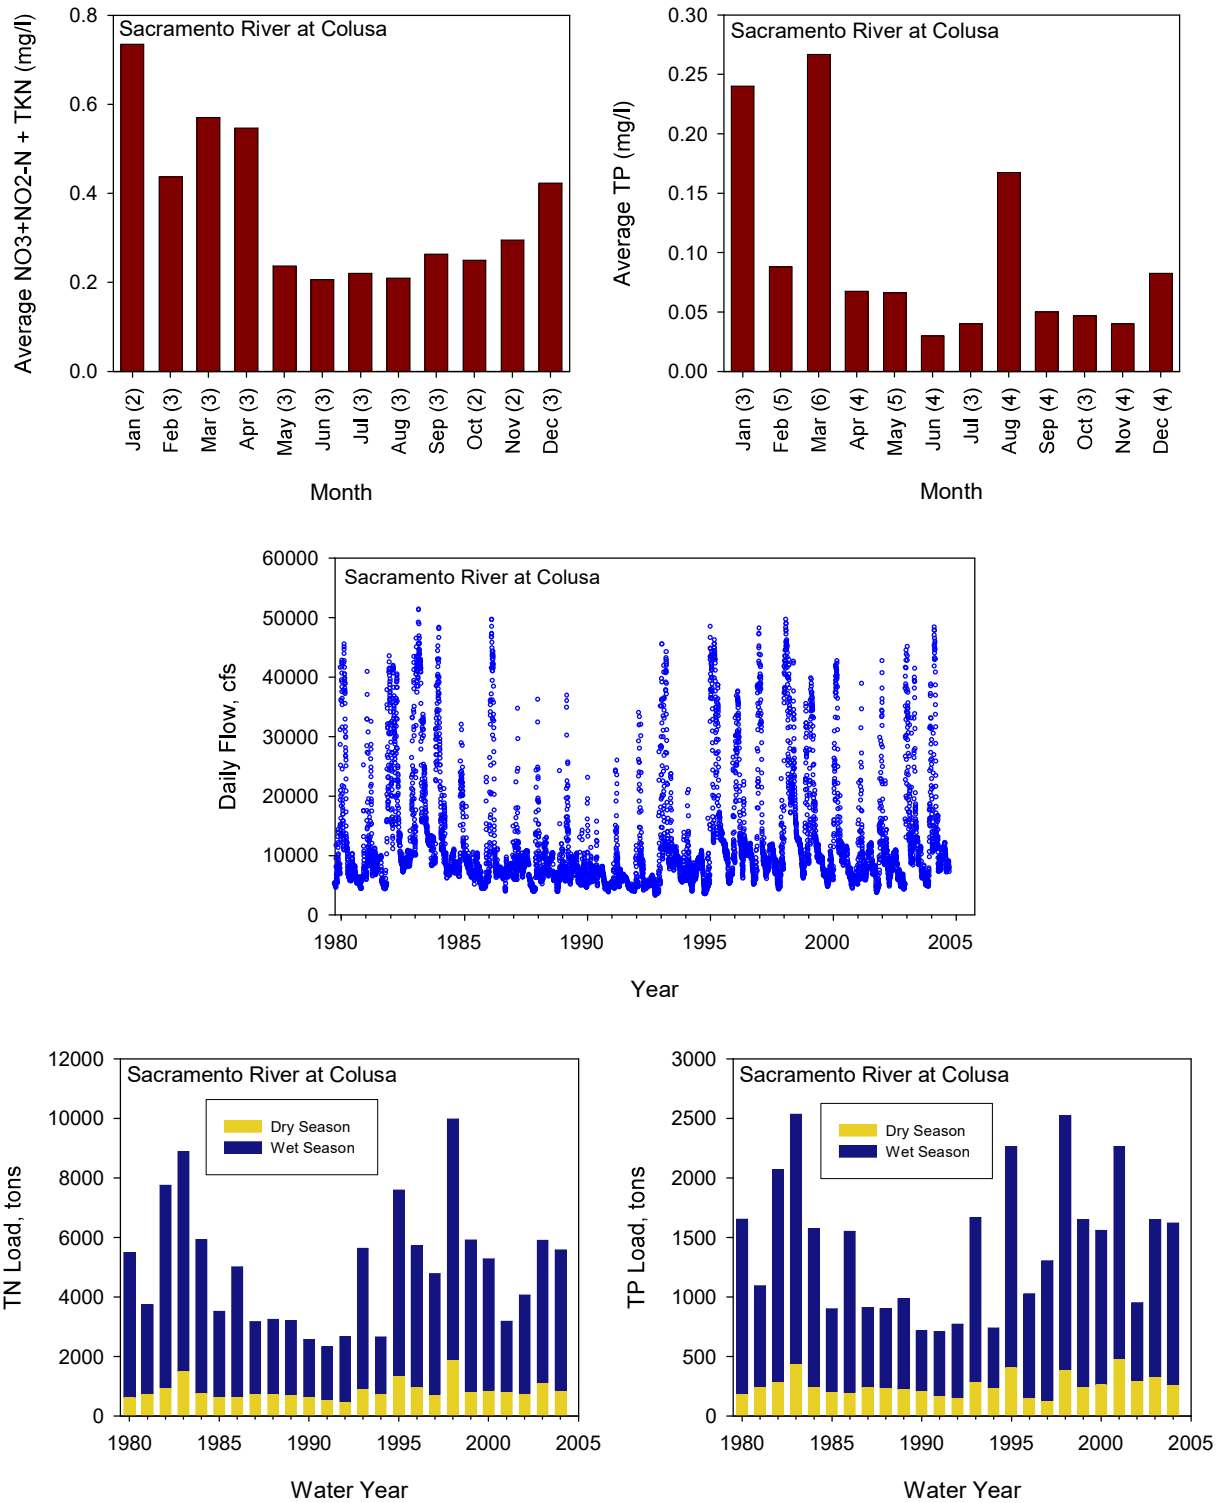 Sacramento River at Colusa
Average NO3+NO2-N + TKN (mg/l)
0.8
0.6
0.4
0.2
0.0
Jan (2)
Feb (3)
Mar (3)
Apr (3)
May (3)
Jun (3)
Jul (3)
Aug (3)
Sep (3)
Oct (2)
Nov (2)
Dec (3)
Month
Sacramento River at Colusa
Average TP (mg/l)
0.30
0.25
0.20
0.15
0.10
0.05
0.00
Jan (3)
Feb (5)
Mar (6)
Apr (4)
May (5)
Jun (4)
Jul (3)
Aug (4)
Sep (4)
Oct (3)
Nov (4)
Dec (4)
Month
Sacramento River at Colusa
Daily Flow, cfs
60000
50000
40000
30000
20000
10000
0
1980 1985 1990 1995 2000 2005
Year
Sacramento River at Colusa
Dry Season
Wet Season
TN Load, tons
12000
10000
8000
6000
4000
2000
0
1980 1985 1990 1995 2000 2005
Water Year
Sacramento River at Colusa
Dry Season
Wet Season
TP Load, tons
3000
2500
2000
1500
1000
500
0
1980 1985 1990 1995 2000 2005
Water Year